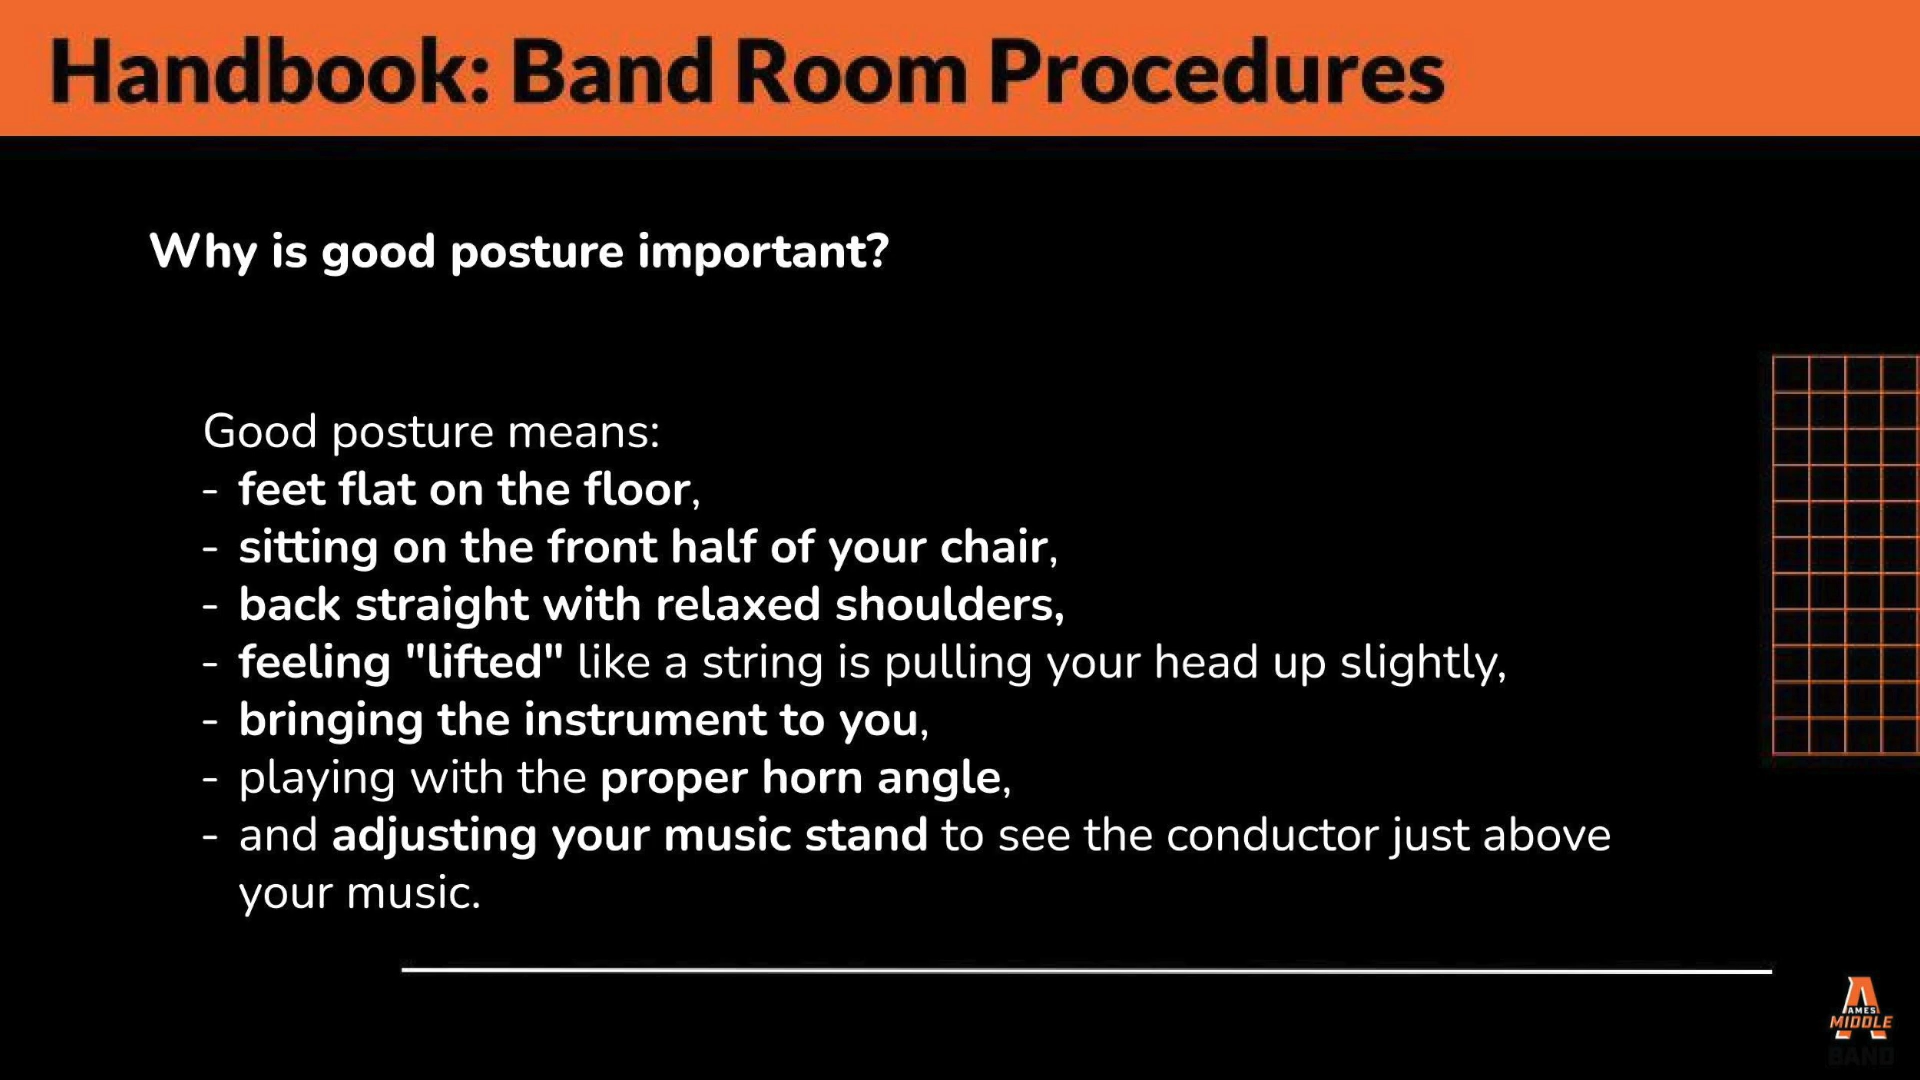 Handbook: Band Room Procedures
Why is good posture important?
Good posture means:
- feet flat on the floor,
- sitting on the front half of your chair,
- back straight with relaxed shoulders,
- feeling "lifted" like a string is pulling your head up slightly,
- bringing the instrument to you,
- playing with the proper horn angle,
- and adjusting your music stand to see the conductor just above
your music.
AMES
MIDDLE
BAND